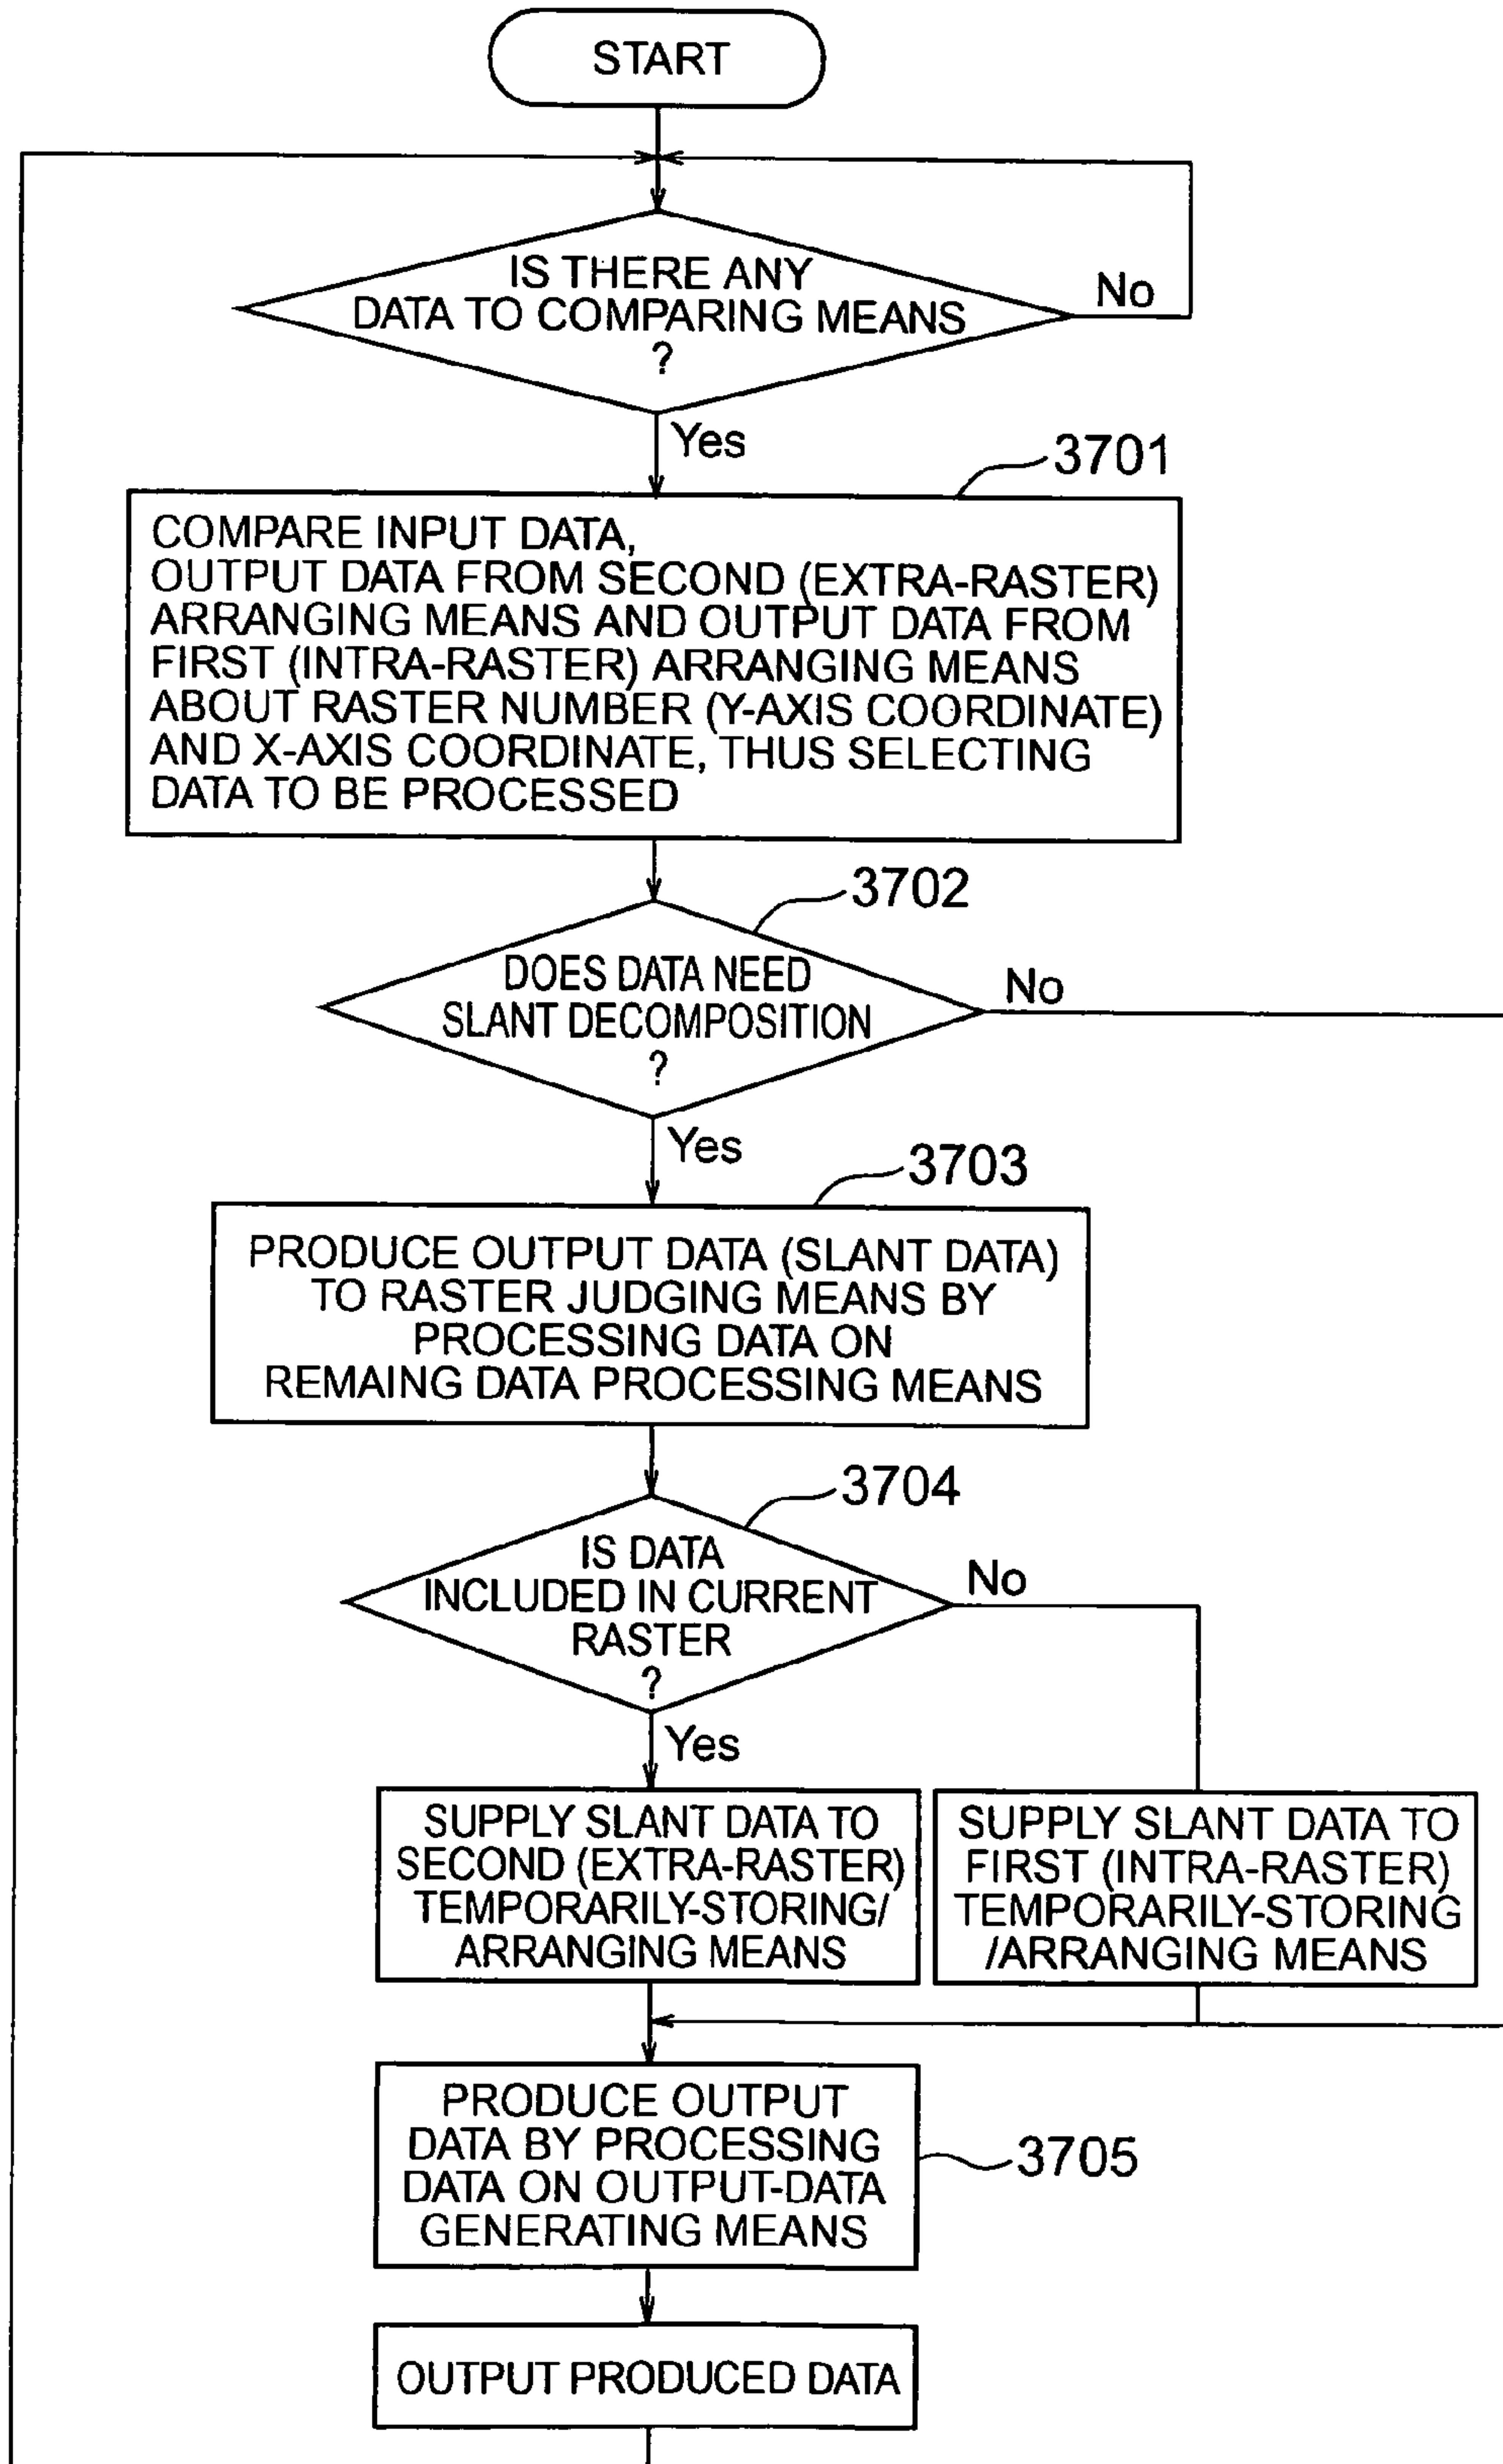 START
IS THERE ANY
DATA TO COMPARING MEANS
?
No
Yes
3701
COMPARE INPUT DATA,
OUTPUT DATA FROM SECOND (EXTRA-RASTER)
ARRANGING MEANS AND OUTPUT DATA FROM
FIRST (INTRA-RASTER) ARRANGING MEANS
ABOUT RASTER NUMBER (Y-AXIS COORDINATE)
AND X-AXIS COORDINATE, THUS SELECTING
DATA TO BE PROCESSED
3702
DOES DATA NEED
SLANT DECOMPOSITION
?
No
Yes
3703
PRODUCE OUTPUT DATA (SLANT DATA)
TO RASTER JUDGING MEANS BY
PROCESSING DATA ON
REMAING DATA PROCESSING MEANS
3704
IS DATA
INCLUDED IN CURRENT
RASTER
?
No
Yes
SUPPLY SLANT DATA TO
SECOND (EXTRA-RASTER)
TEMPORARILY-STORING/
ARRANGING MEANS
SUPPLY SLANT DATA TO
FIRST (INTRA-RASTER)
TEMPORARILY-STORING
/ARRANGING MEANS
PRODUCE OUTPUT
DATA BY PROCESSING
DATA ON OUTPUT-DATA
GENERATING MEANS
3705
OUTPUT PRODUCED DATA